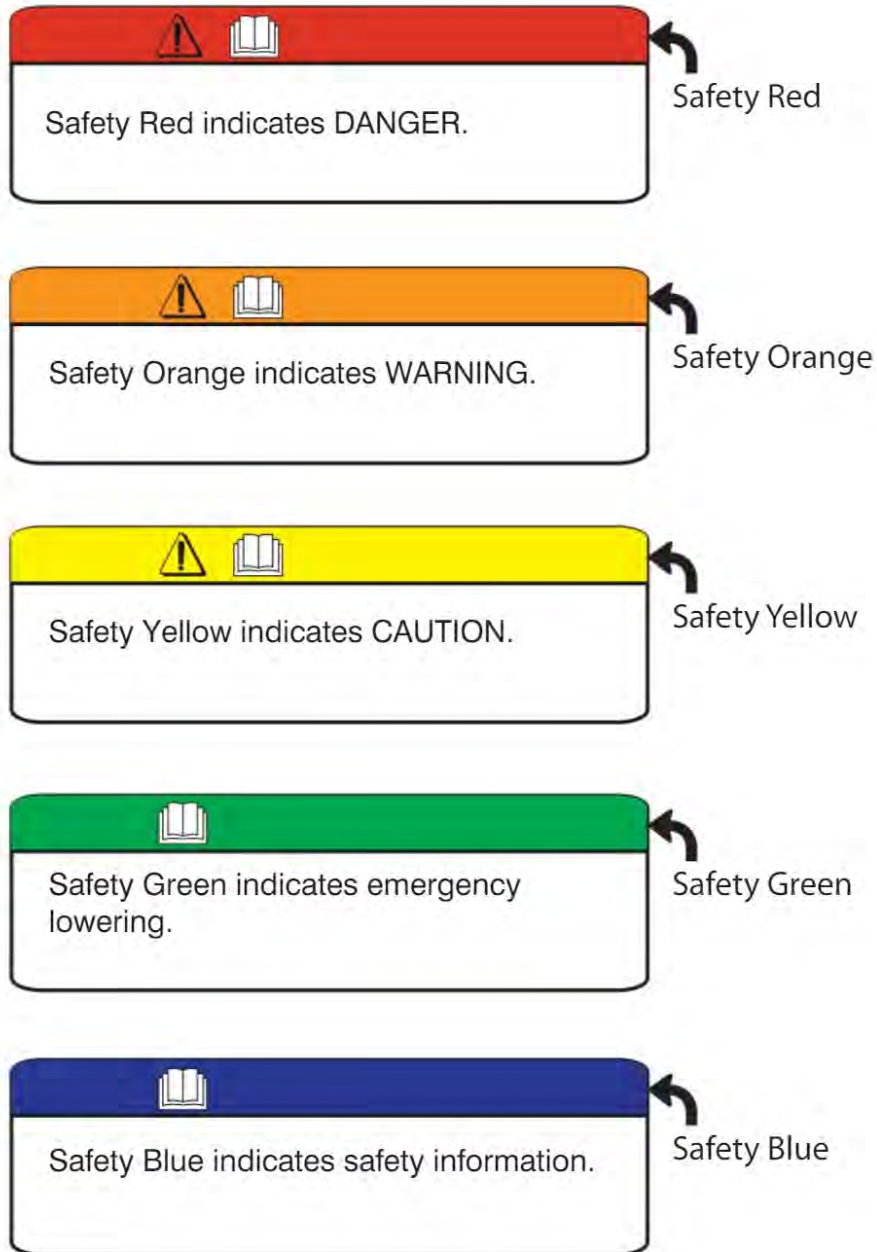 Safety Red indicates DANGER.
Safety Red
Safety Orange indicates WARNING.
Safety Orange
Safety Yellow indicates CAUTION.
Safety Yellow
Safety Green indicates emergency
lowering.
Safety Green
Safety Blue indicates safety information.
Safety Blue